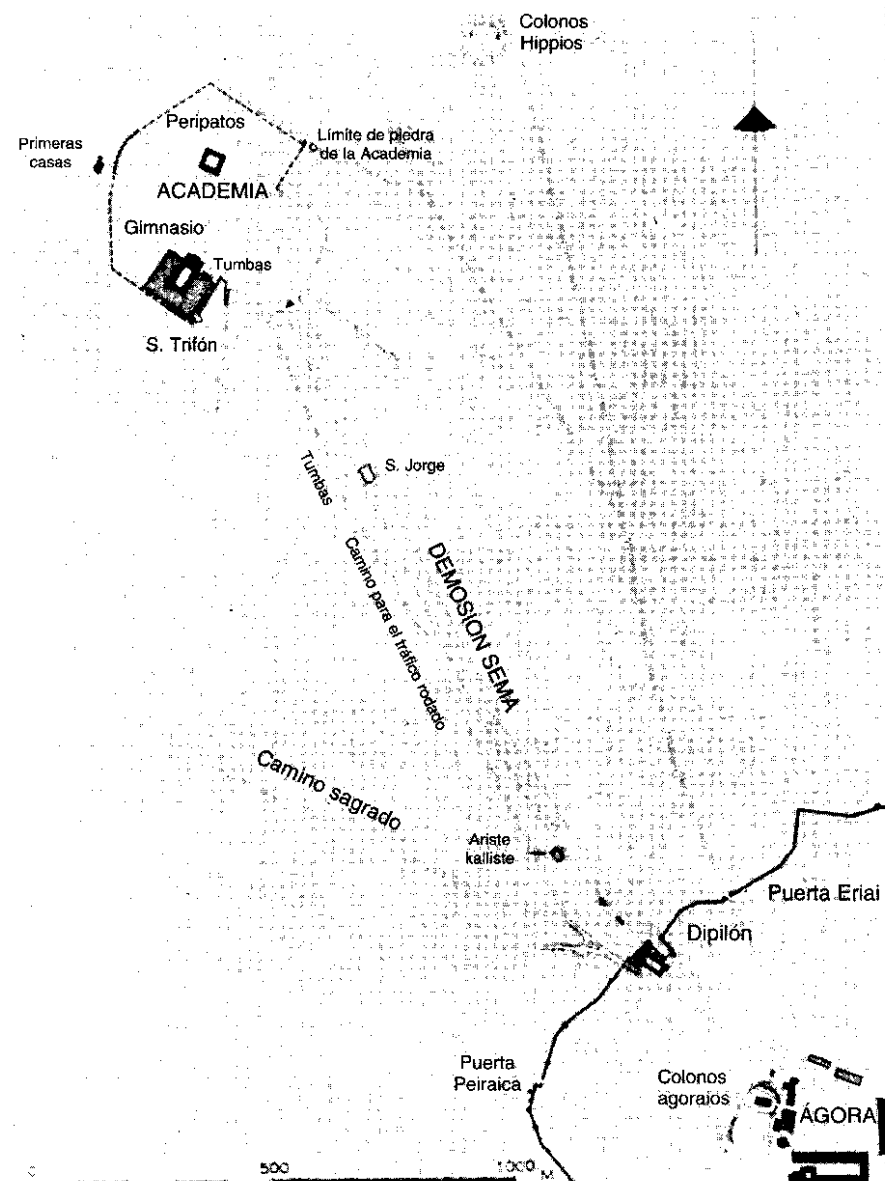 Colonos
Hippios
Peripatos
Límite de piedra
de la Academia
Primeras
casas
ACADEMIA
Gimnasio
Tumbas
S. Trifón
S. Jorge
Tumbas
Camino para el tráfico rodado
DEMOSION SEMA
Camino sagrado
Ariste
kalliste
Puerta Eriai
Dipilón
Puerta
Peiraica
Colonos
agoraios
ÁGORA
500
1000
M